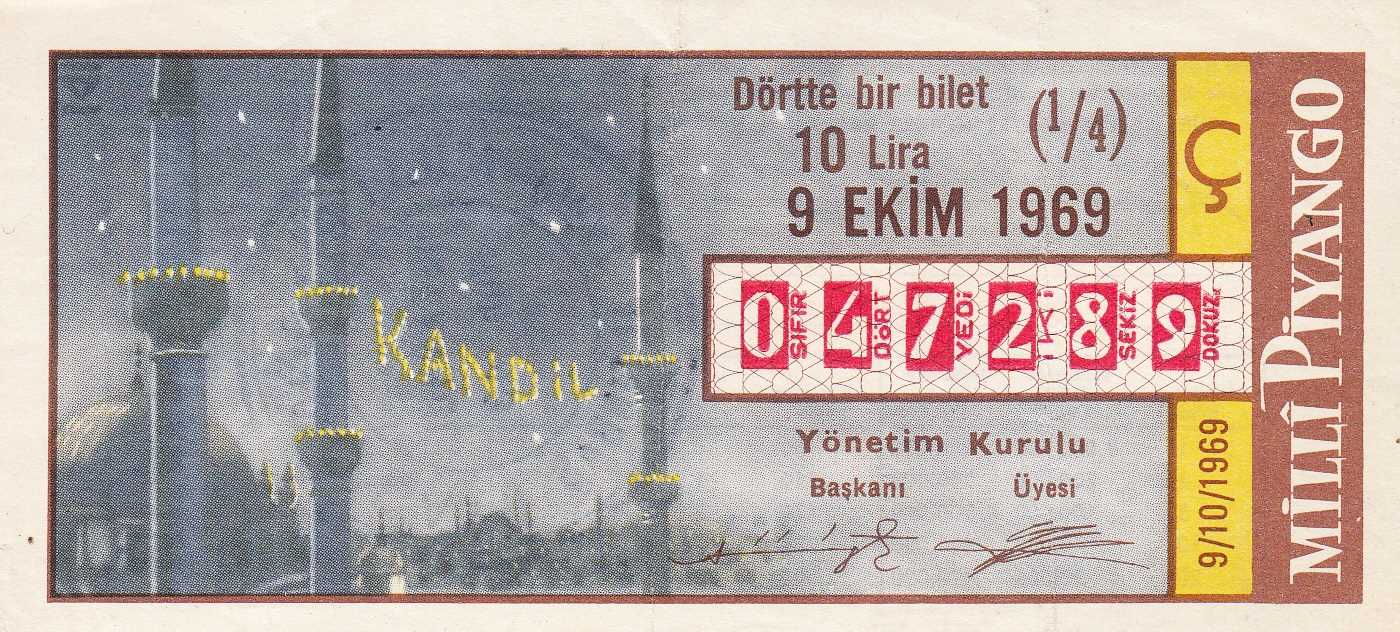 KANDİL
Dörtte bir bilet (1/4)
10 Lira
9 EKİM 1969
Ç
0 SIFIR 4 DÖRT 7 YEDİ 2 İKİ 8 SEKİZ 9 DOKUZ
Yönetim Kurulu
Başkanı Üyesi
9/10/1969
MİLLÎ PİYANGO